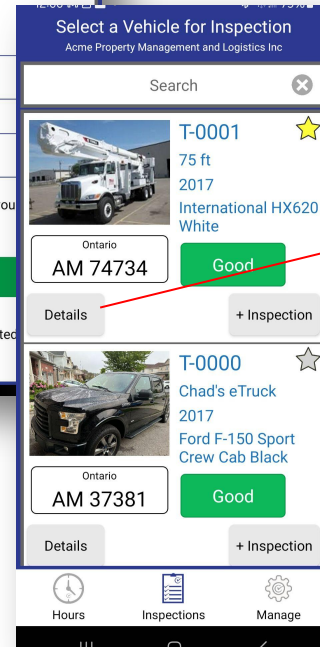 Select a Vehicle for Inspection
Acme Property Management and Logistics Inc
Search
T-0001
75 ft
2017
International HX620
White
Ontario
AM 74734
Good
Details
+ Inspection
T-0000
Chad's eTruck
2017
Ford F-150 Sport
Crew Cab Black
Ontario
AM 37381
Good
Details
+ Inspection
Hours
Inspections
Manage